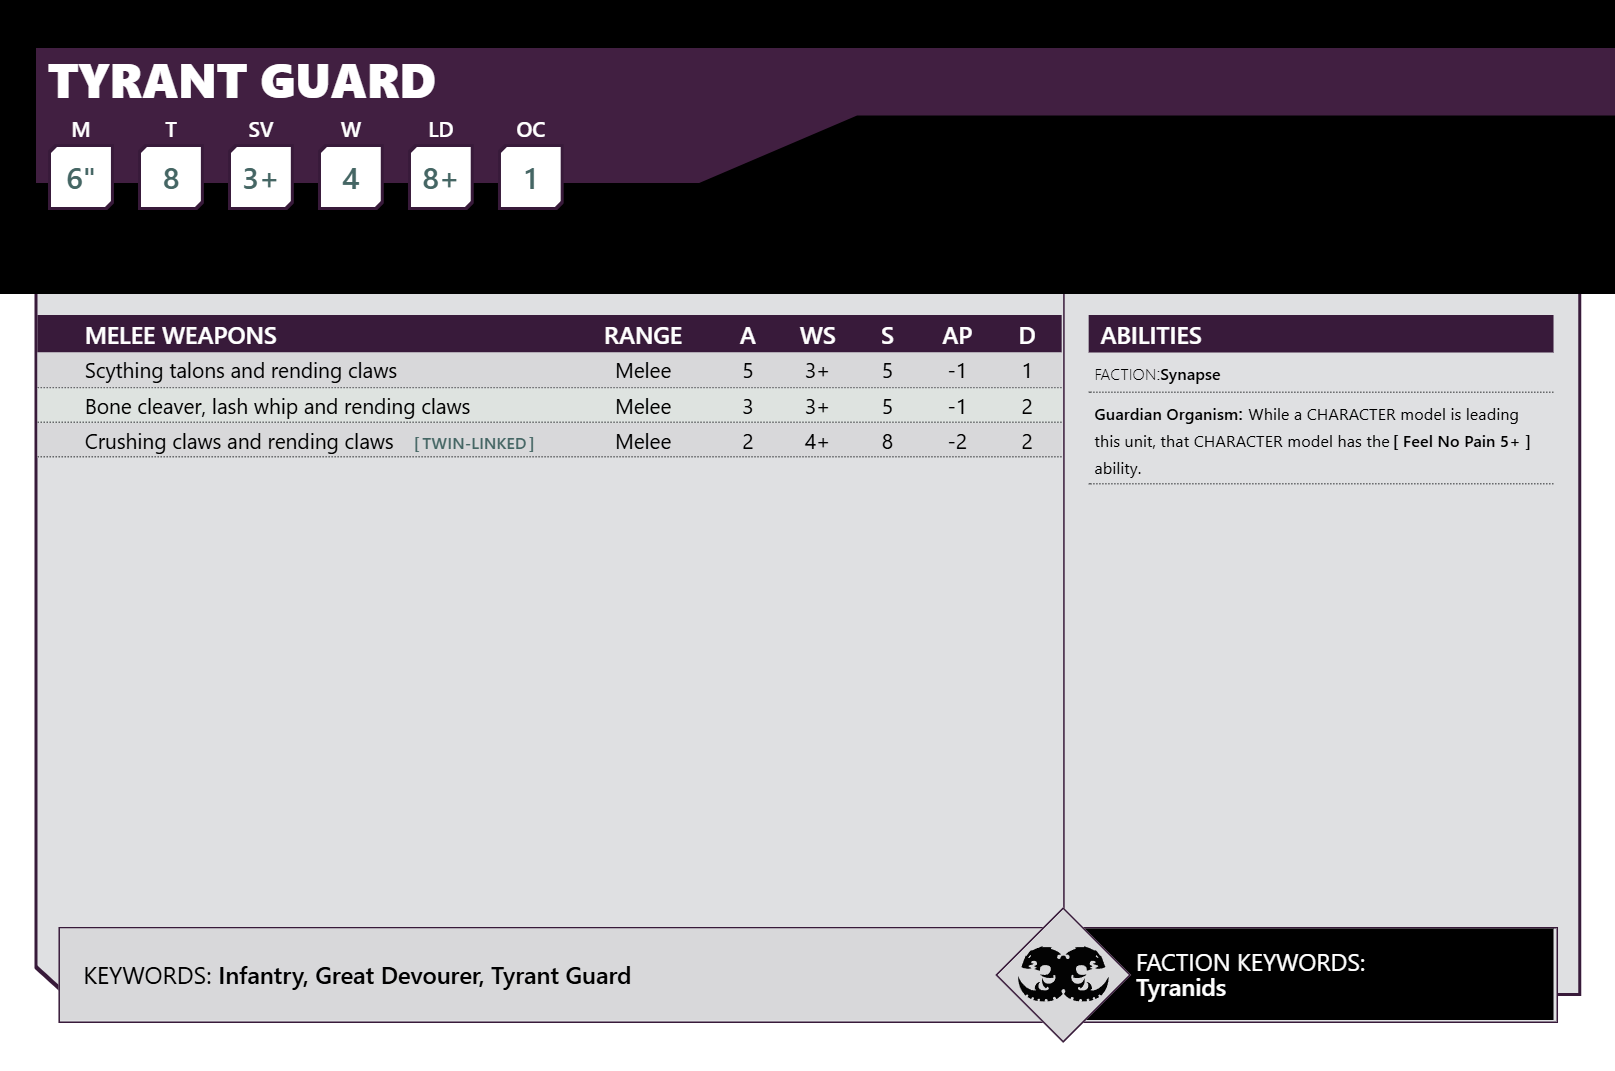 TYRANT GUARD
M T SV W LD OC
6" 8 3+ 4 8+ 1
MELEE WEAPONS RANGE A WS S AP D
Scything talons and rending claws Melee 5 3+ 5 -1 1
Bone cleaver, lash whip and rending claws Melee 3 3+ 5 -1 2
Crushing claws and rending claws [ TWIN-LINKED ] Melee 2 4+ 8 -2 2
ABILITIES
FACTION:Synapse
Guardian Organism: While a CHARACTER model is leading
this unit, that CHARACTER model has the [ Feel No Pain 5+ ]
ability.
KEYWORDS: Infantry, Great Devourer, Tyrant Guard
FACTION KEYWORDS:
Tyranids